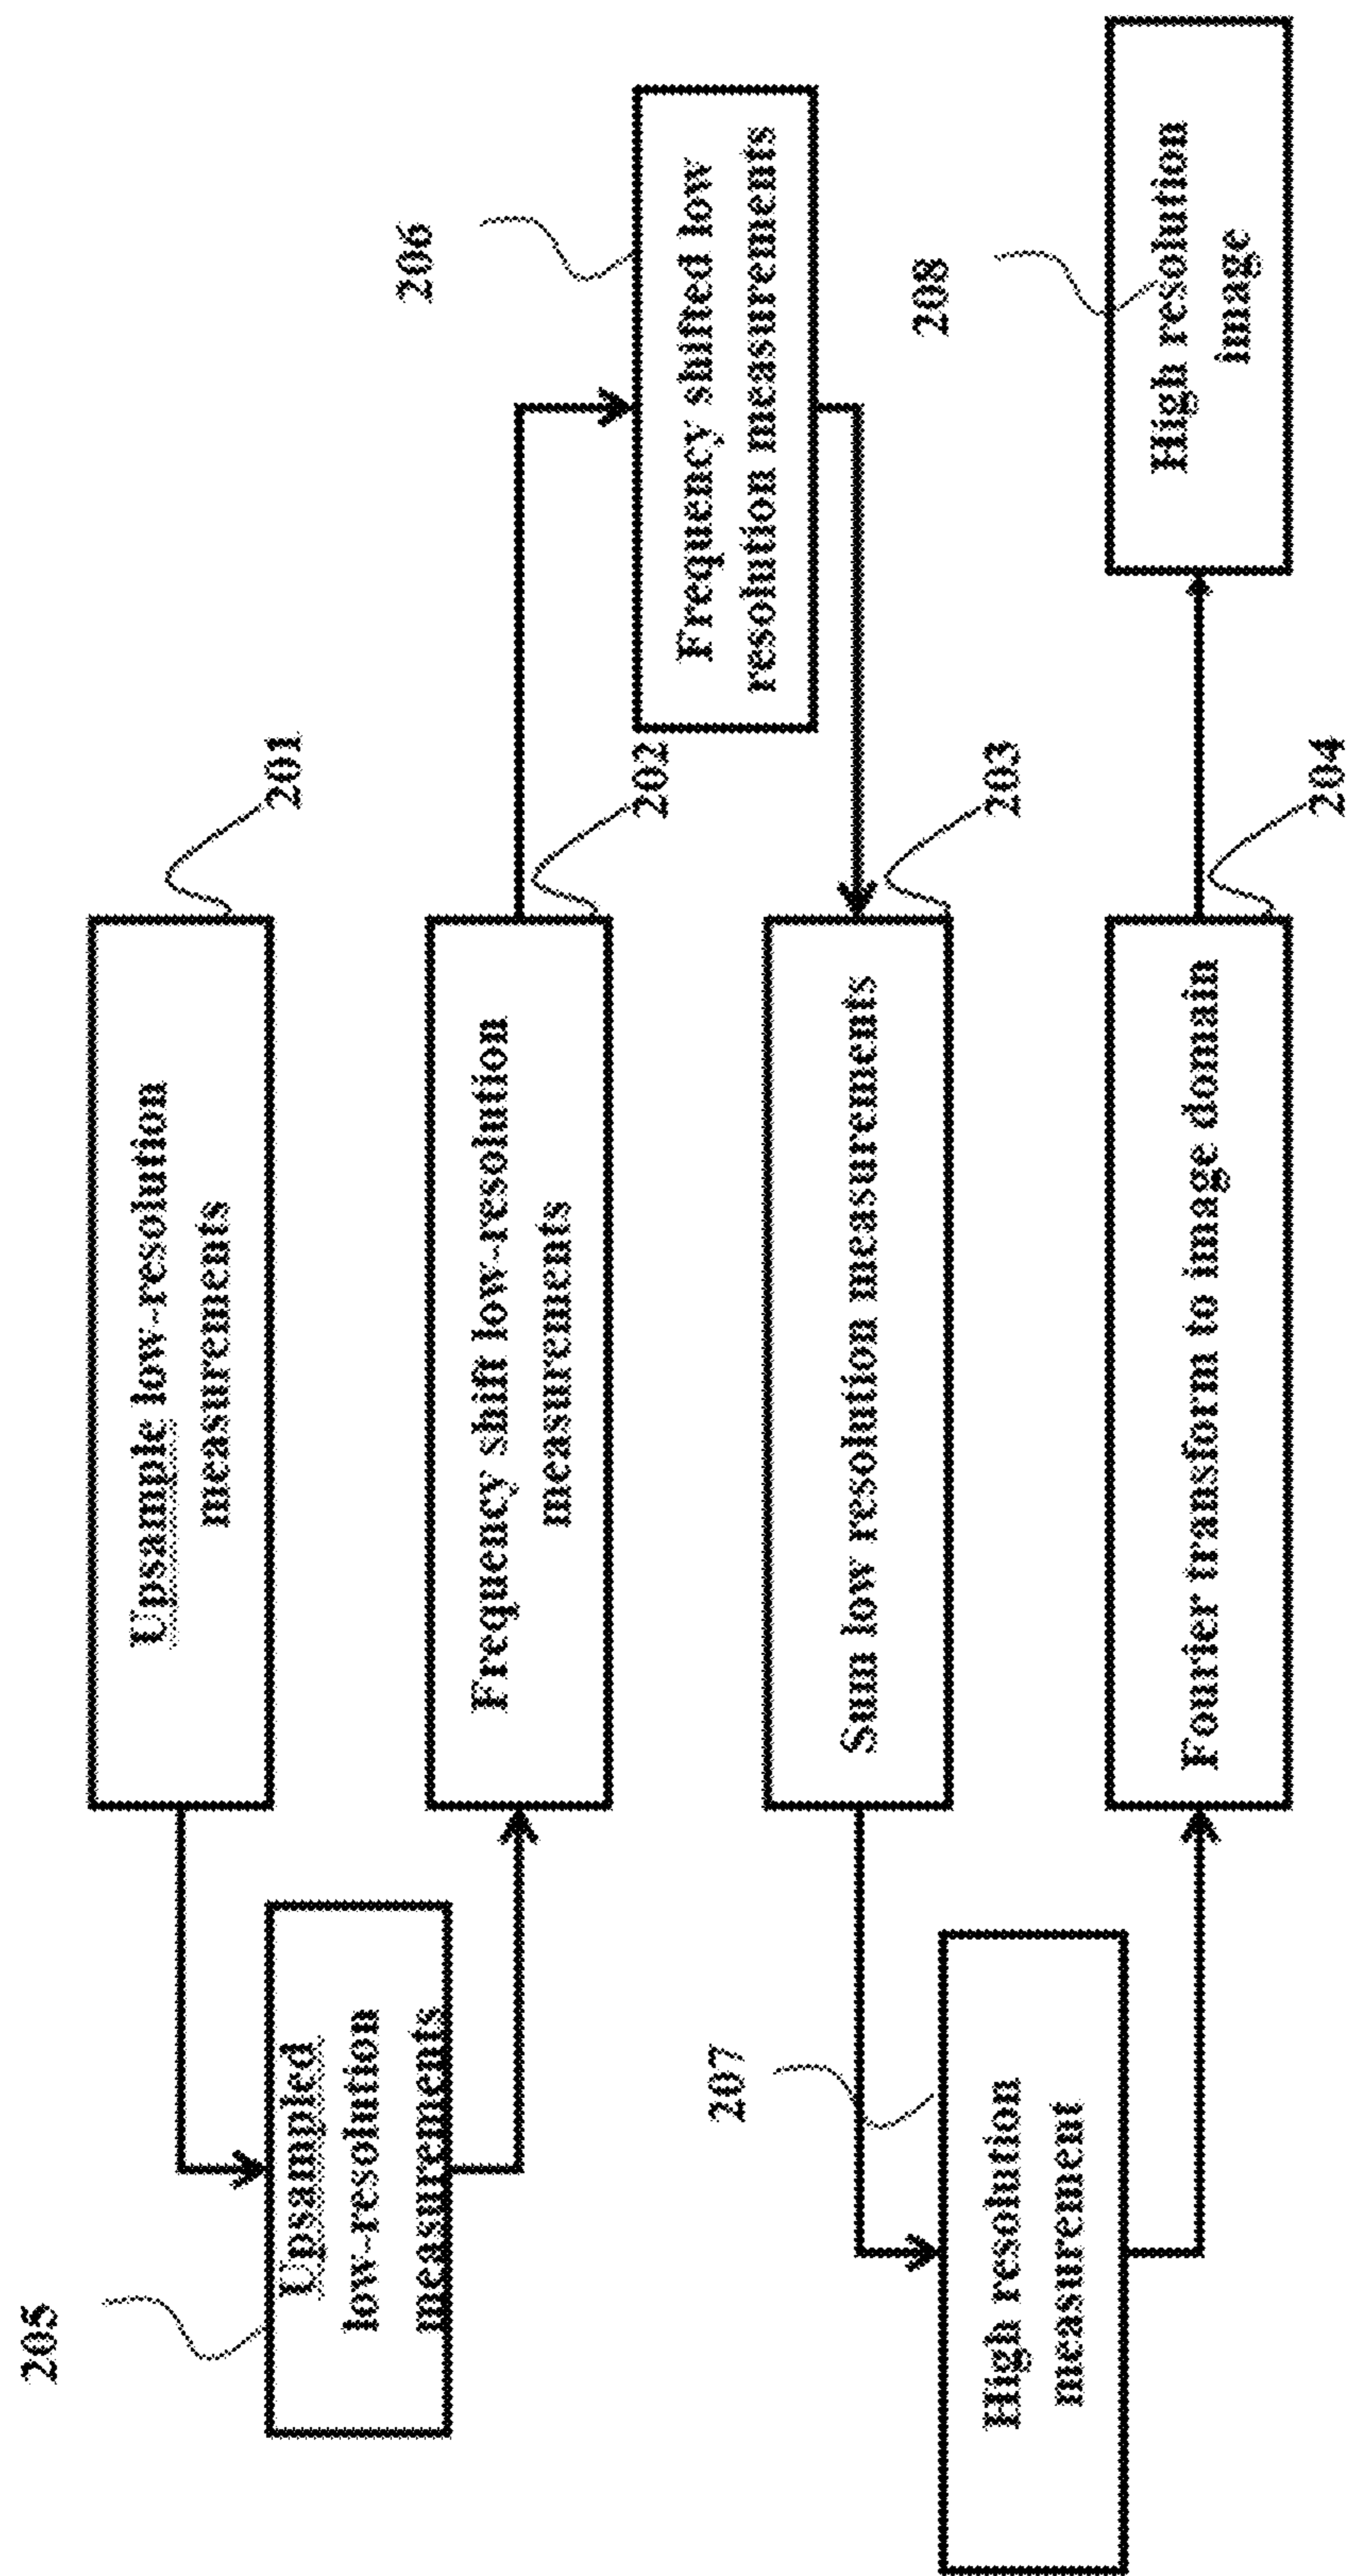 201
Upsample low-resolution
measurements
205
Upsampled
low-resolution
measurements
202
Frequency shift low-resolution
measurements
206
Frequency shifted low
resolution measurements
203
Sum low resolution measurements
207
High resolution
measurement
204
Fourier transform to image domain
208
High resolution
image